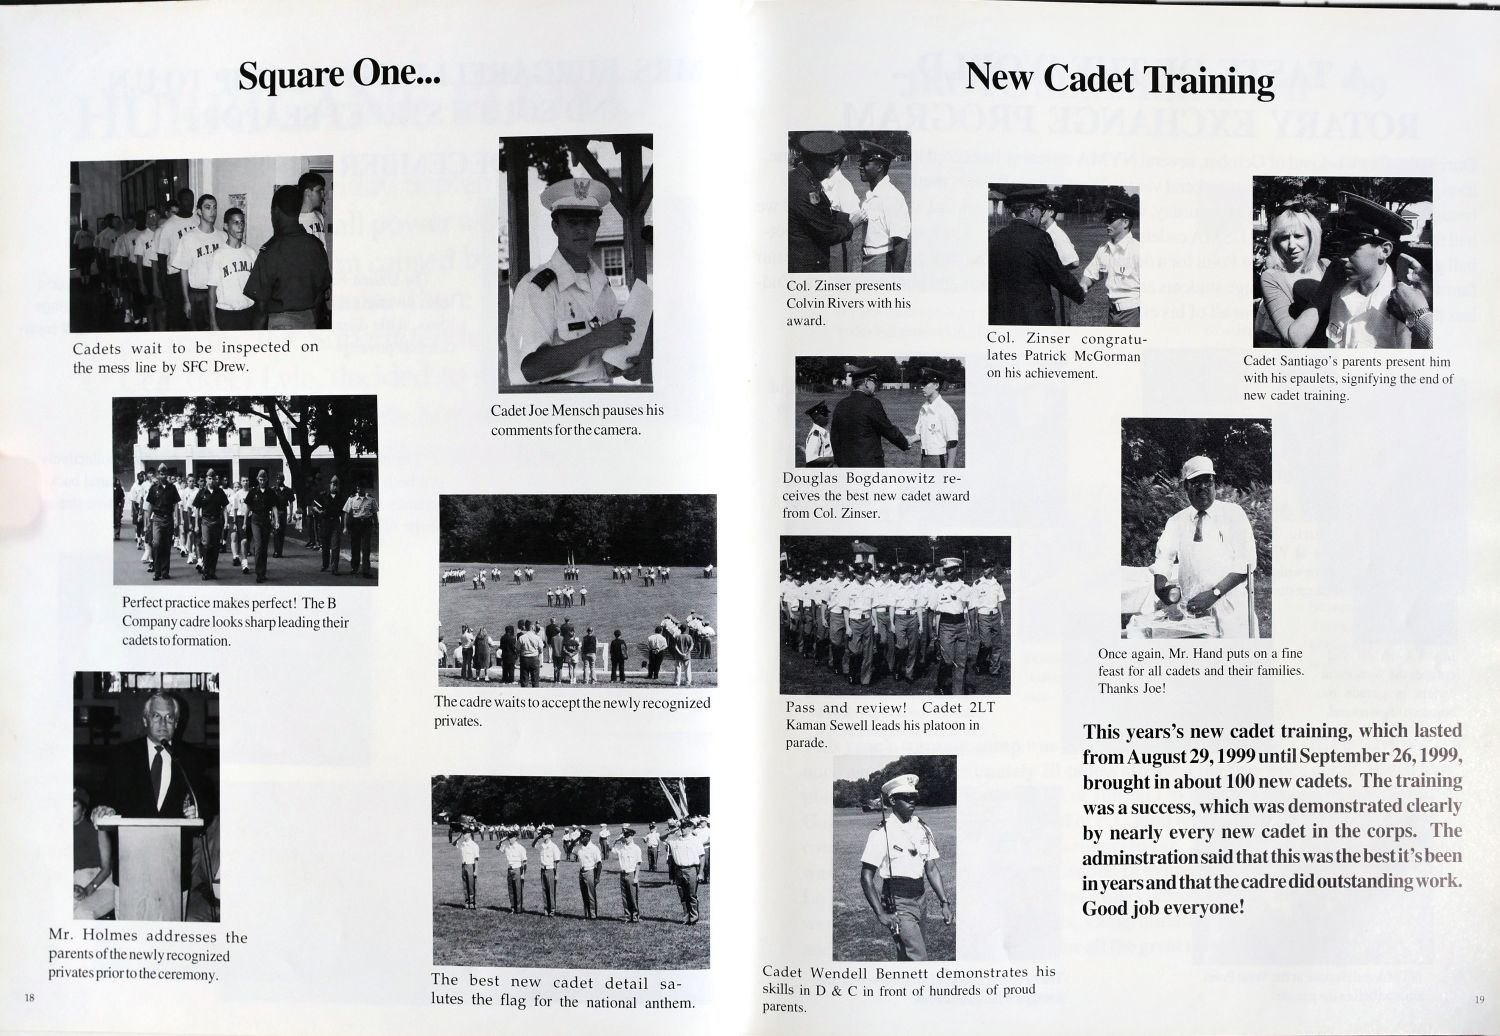 Square One...
N.Y.M.
N.Y.M.
Cadets wait to be inspected on
the mess line by SFC Drew.
Cadet Joe Mensch pauses his
comments for the camera.
Perfect practice makes perfect! The B
Company cadre looks sharp leading their
cadets to formation.
The cadre waits to accept the newly recognized
privates.
Mr. Holmes addresses the
parents of the newly recognized
privates prior to the ceremony.
The best new cadet detail sa-
lutes the flag for the national anthem.
18
New Cadet Training
Col. Zinser presents
Colvin Rivers with his
award.
Col. Zinser congratu-
lates Patrick McGorman
on his achievement.
Cadet Santiago's parents present him
with his epaulets, signifying the end of
new cadet training.
Douglas Bogdanowitz re-
ceives the best new cadet award
from Col. Zinser.
Once again, Mr. Hand puts on a fine
feast for all cadets and their families.
Thanks Joe!
Pass and review! Cadet 2LT
Kaman Sewell leads his platoon in
parade.
This years's new cadet training, which lasted
from August 29, 1999 until September 26, 1999,
brought in about 100 new cadets. The training
was a success, which was demonstrated clearly
by nearly every new cadet in the corps. The
adminstration said that this was the best it's been
in years and that the cadre did outstanding work.
Good job everyone!
Cadet Wendell Bennett demonstrates his
skills in D & C in front of hundreds of proud
parents.
19